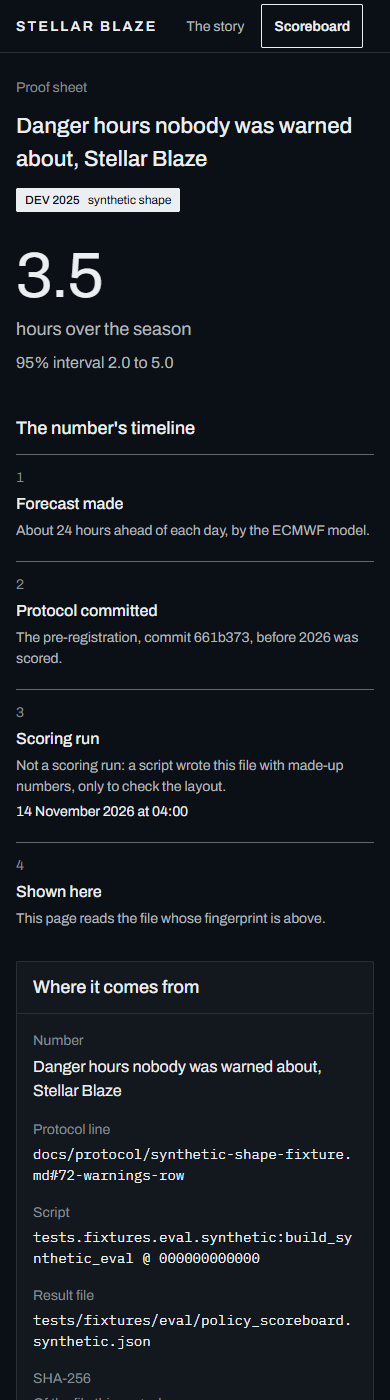 STELLAR BLAZE The story Scoreboard
Proof sheet
Danger hours nobody was warned
about, Stellar Blaze
DEV 2025 synthetic shape
3.5
hours over the season
95% interval 2.0 to 5.0
The number's timeline
1
Forecast made
About 24 hours ahead of each day, by the ECMWF model.
2
Protocol committed
The pre-registration, commit 661b373, before 2026 was
scored.
3
Scoring run
Not a scoring run: a script wrote this file with made-up
numbers, only to check the layout.
14 November 2026 at 04:00
4
Shown here
This page reads the file whose fingerprint is above.
Where it comes from
Number
Danger hours nobody was warned about,
Stellar Blaze
Protocol line
docs/protocol/synthetic-shape-fixture.
md#72-warnings-row
Script
tests.fixtures.eval.synthetic:build_sy
nthetic_eval @ 000000000000
Result file
tests/fixtures/eval/policy_scoreboard.
synthetic.json
SHA-256